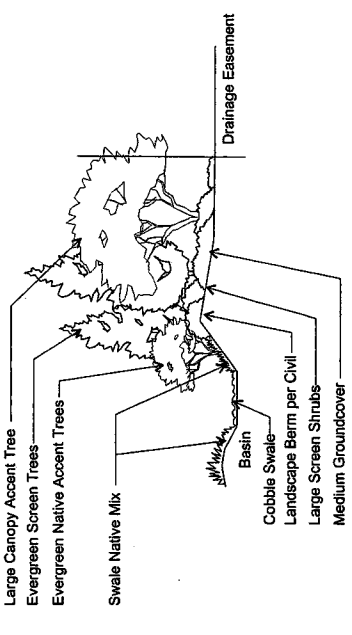 Large Canopy Accent Tree
Evergreen Screen Trees
Evergreen Native Accent Trees
Swale Native Mix
Drainage Easement
Basin
Cobble Swale
Landscape Berm per Civil
Large Screen Shrubs
Medium Groundcover